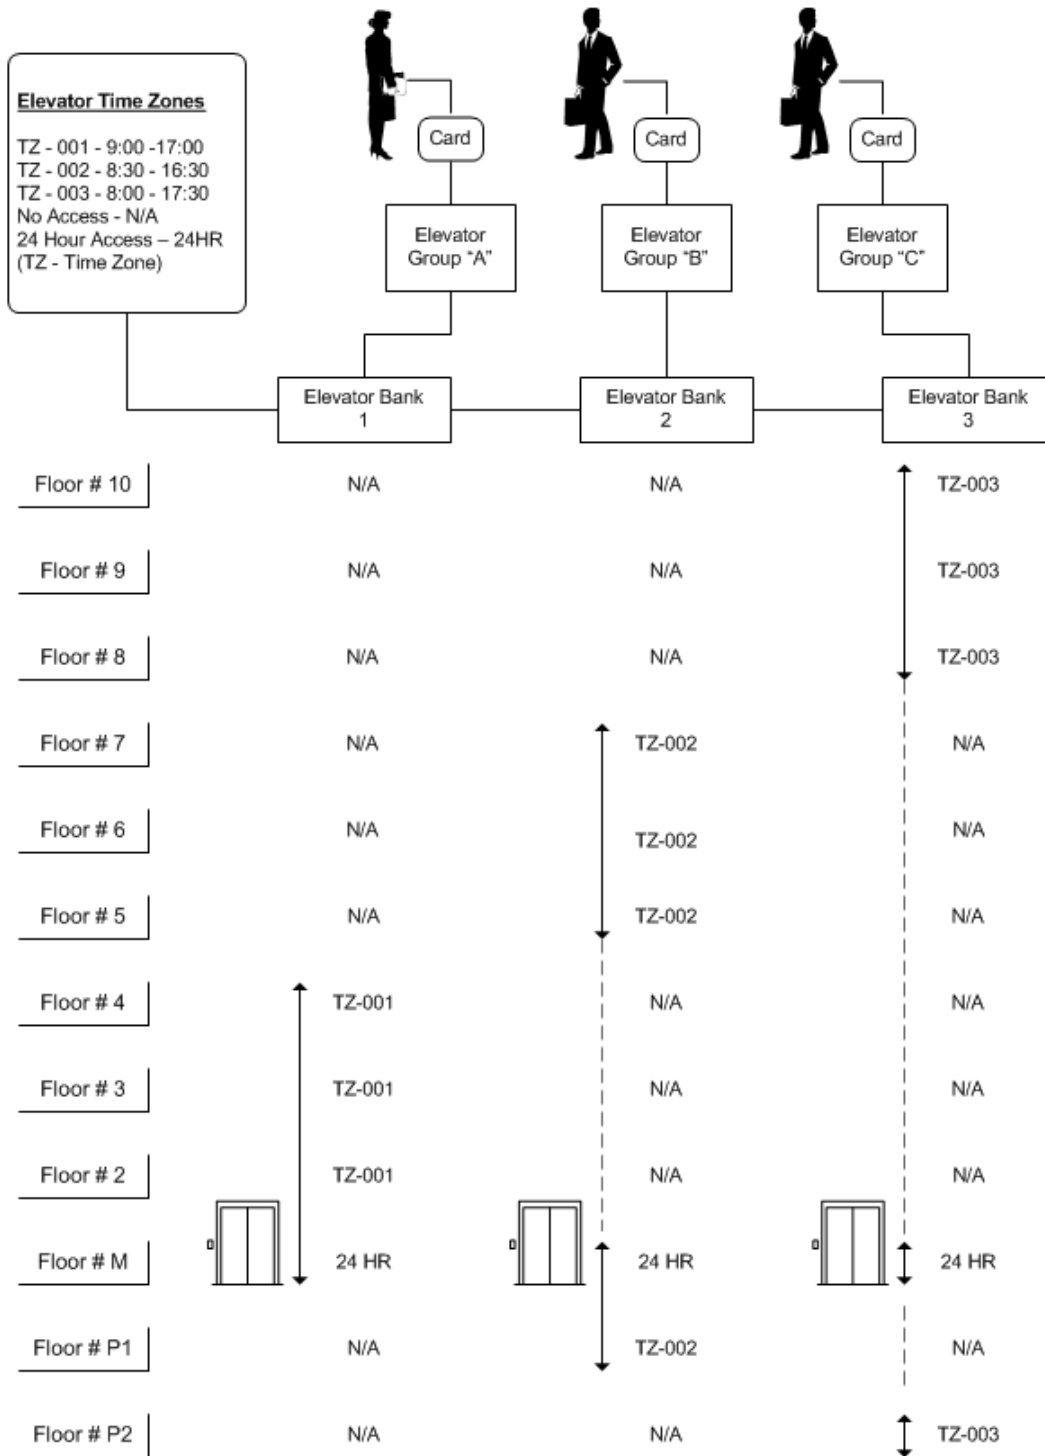 Elevator Time Zones
TZ - 001 - 9:00 -17:00
TZ - 002 - 8:30 - 16:30
TZ - 003 - 8:00 - 17:30
No Access - N/A
24 Hour Access – 24HR
(TZ - Time Zone)
Card
Card
Card
Elevator
Group "A"
Elevator
Group “B”
Elevator
Group “C”
Elevator Bank
1
Elevator Bank
2
Elevator Bank
3
Floor # 10 N/A N/A TZ-003
Floor # 9 N/A N/A TZ-003
Floor # 8 N/A N/A TZ-003
Floor # 7 N/A TZ-002 N/A
Floor # 6 N/A TZ-002 N/A
Floor # 5 N/A TZ-002 N/A
Floor # 4 TZ-001 N/A N/A
Floor # 3 TZ-001 N/A N/A
Floor # 2 TZ-001 N/A N/A
Floor # M 24 HR 24 HR 24 HR
Floor # P1 N/A TZ-002 N/A
Floor # P2 N/A N/A TZ-003